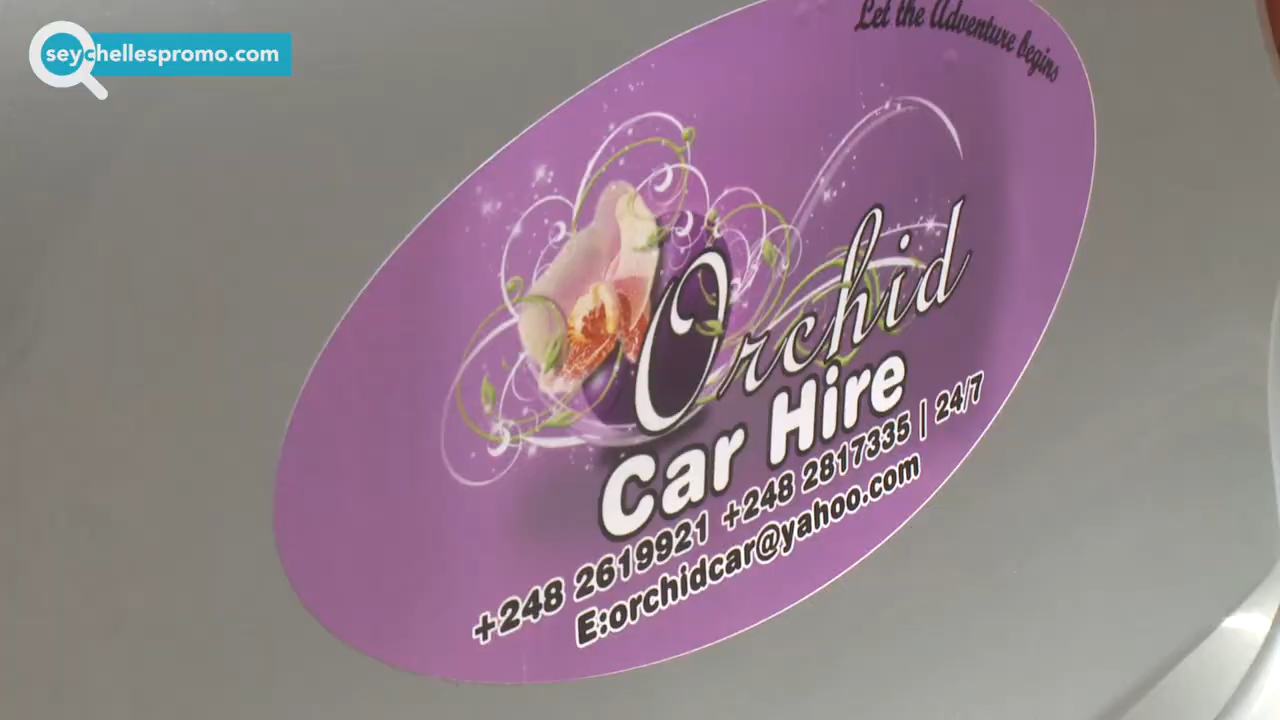 seychellespromo.com
Let the Adventure begins
Orchid
Car Hire
+248 2619921 +248 2817335 | 24/7
E:orchidcar@yahoo.com